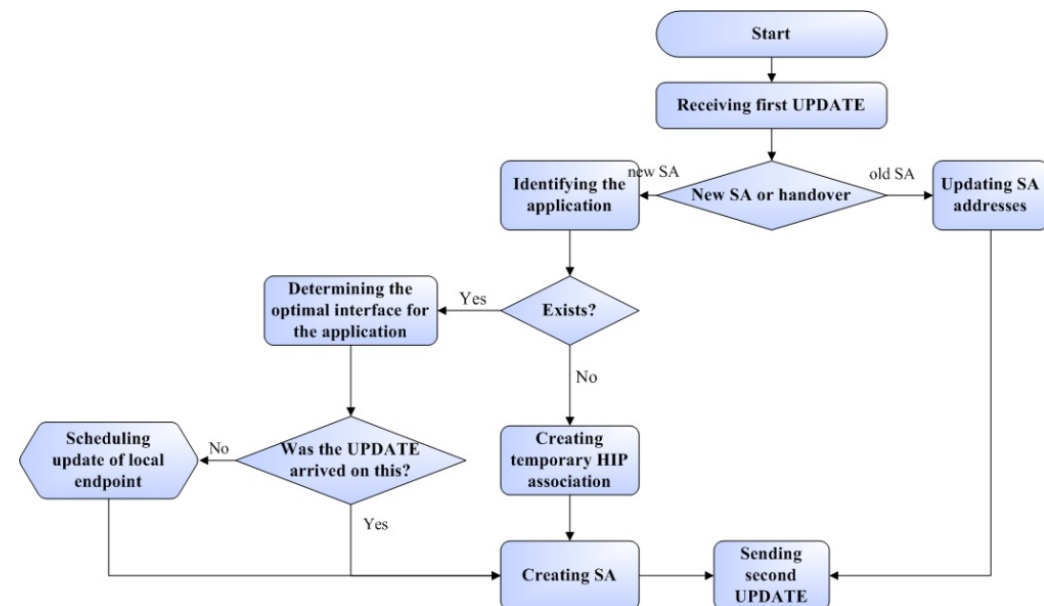 Start
Receiving first UPDATE
New SA or handover
new SA
old SA
Identifying the
application
Updating SA
addresses
Exists?
Yes
No
Determining the
optimal interface for
the application
Was the UPDATE
arrived on this?
No
Yes
Scheduling
update of local
endpoint
Creating
temporary HIP
association
Creating SA
Sending
second
UPDATE